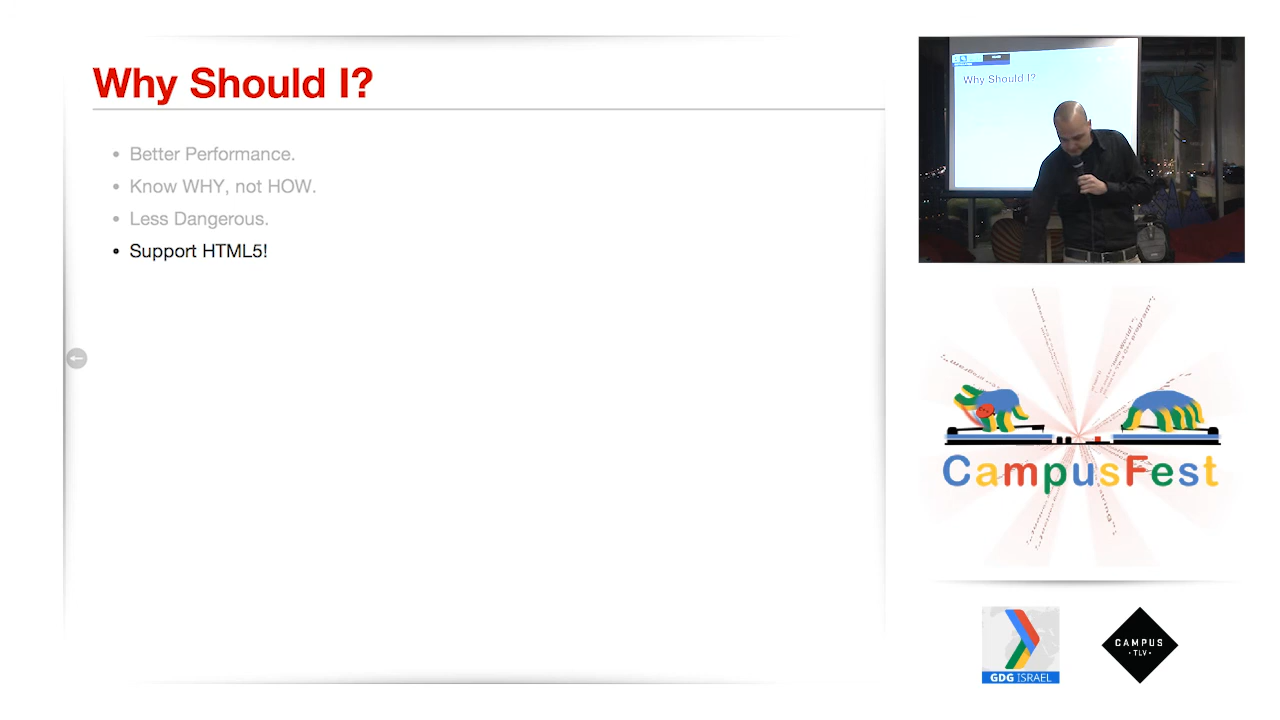 Why Should I?
• Better Performance.
• Know WHY, not HOW.
• Less Dangerous.
• Support HTML5!
Why Should I?
CampusFest
GDG ISRAEL
CAMPUS
• TLV •